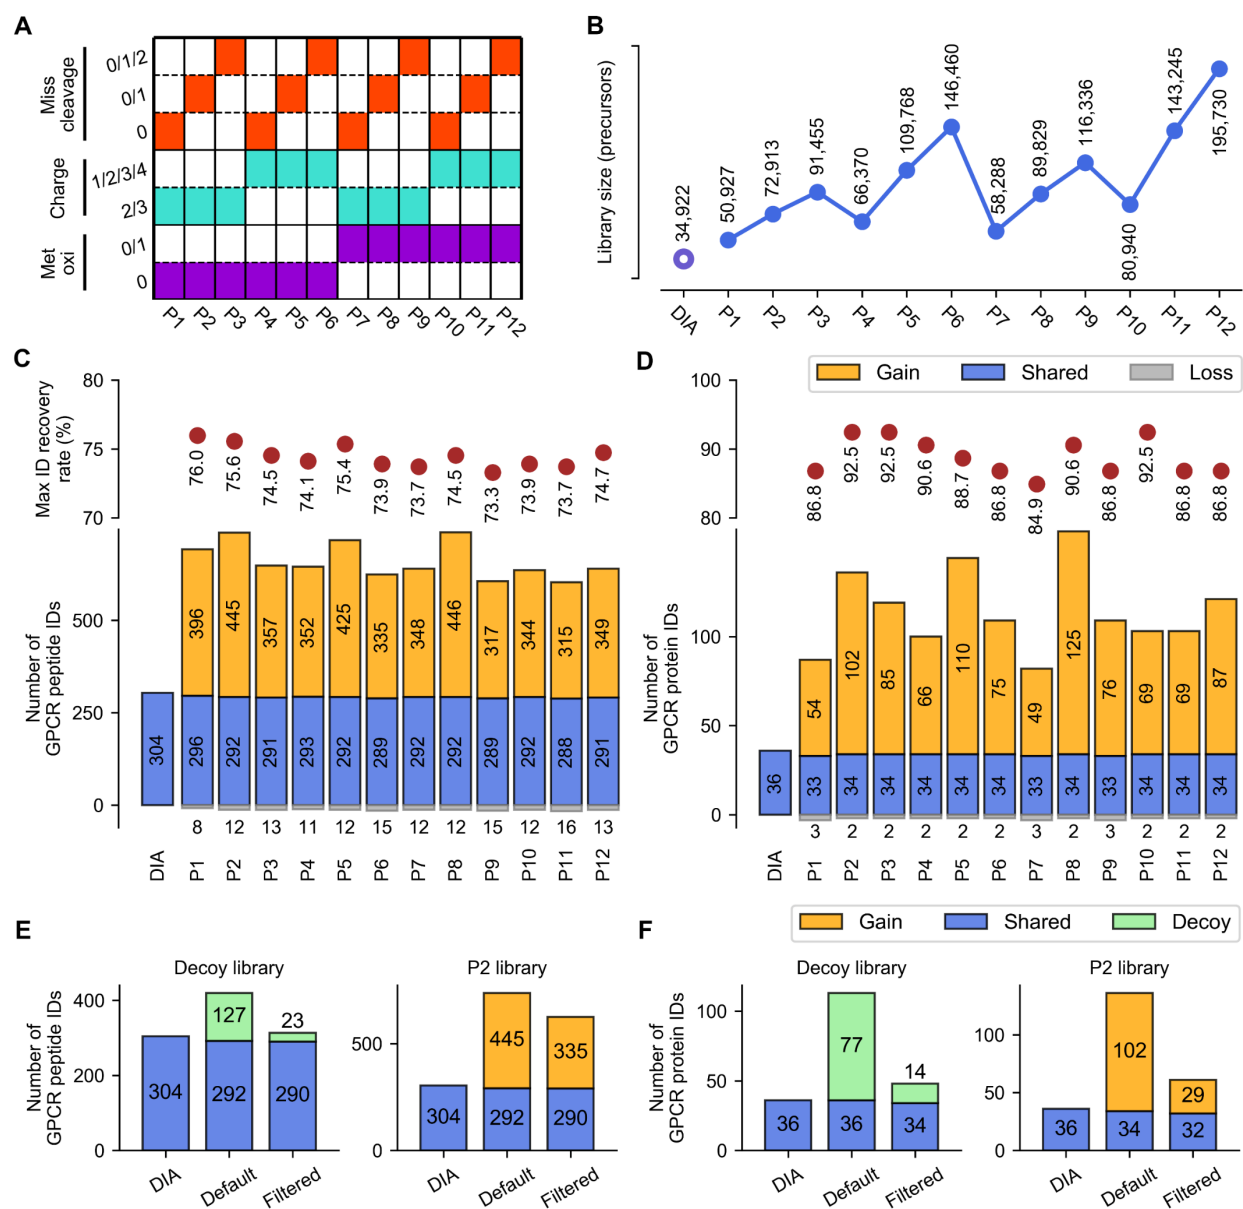 A
Miss
cleavage
0/1/2
0/1
0
Charge
1/2/3/4
2/3
Met
oxi
0/1
0
P1 P2 P3 P4 P5 P6 P7 P8 P9 P10 P11 P12
B
Library size (precursors)
34,922
50,927
72,913
91,455
66,370
109,768
146,460
58,288
89,829
116,336
80,940
143,245
195,730
DIA P1 P2 P3 P4 P5 P6 P7 P8 P9 P10 P11 P12
C
Max ID recovery
rate (%)
80
75
70
76.0 75.6 74.5 74.1 75.4 73.9 73.7 74.5 73.3 73.9 73.7 74.7
Number of
GPCR peptide IDs
500
250
0
396 445 357 352 425 335 348 446 317 344 315 349
304 296 292 291 293 292 289 292 292 289 292 288 291
8 12 13 11 12 15 12 12 15 12 16 13
DIA P1 P2 P3 P4 P5 P6 P7 P8 P9 P10 P11 P12
D
Gain Shared Loss
100
90
80
86.8 92.5 92.5 90.6 88.7 86.8 84.9 90.6 86.8 92.5 86.8 86.8
Number of
GPCR protein IDs
100
50
0
54 102 85 66 110 75 49 125 76 69 69 87
36 33 34 34 34 34 34 33 34 33 34 34 34
3 2 2 2 2 2 3 2 3 2 2 2
DIA P1 P2 P3 P4 P5 P6 P7 P8 P9 P10 P11 P12
Gain Shared Decoy
E
Decoy library
Number of
GPCR peptide IDs
400
200
0
127 23
304 292 290
DIA Default Filtered
P2 library
500
0
445 335
304 292 290
DIA Default Filtered
F
Decoy library
Number of
GPCR protein IDs
100
50
0
77 14
36 36 34
DIA Default Filtered
P2 library
100
50
0
102 29
36 34 32
DIA Default Filtered